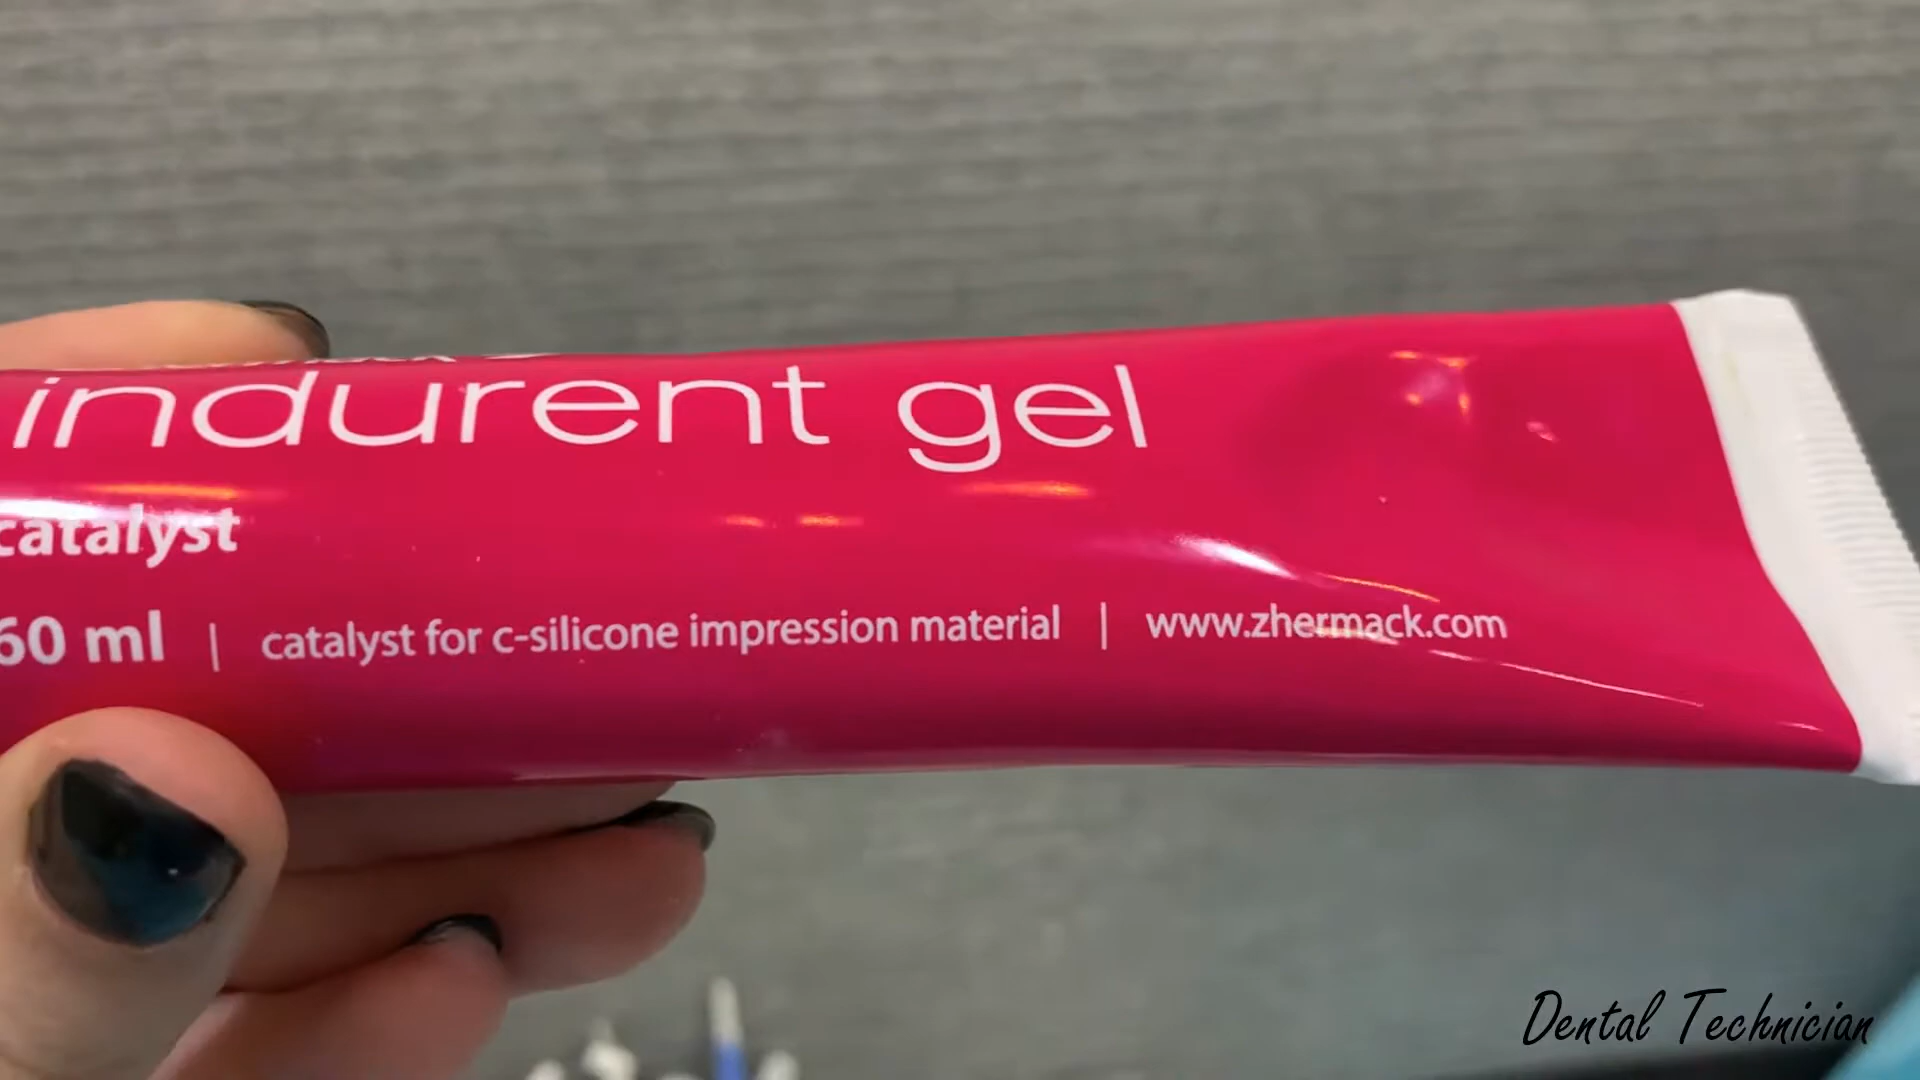 indurent gel
catalyst
60 ml | catalyst for c-silicone impression material | www.zhermack.com
Dental Technician